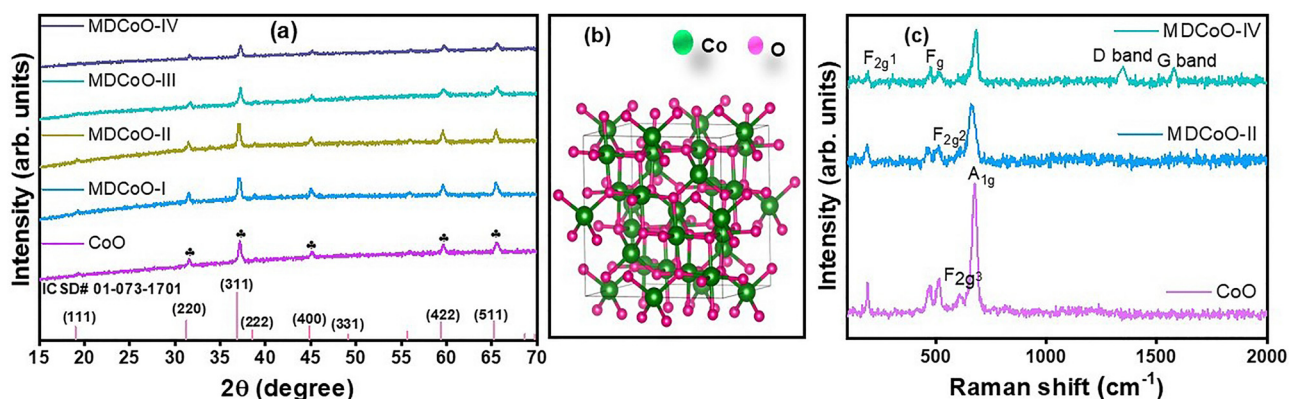 (a)
MDCoO-IV
MDCoO-III
MDCoO-II
MDCoO-I
CoO
♣ ♣ ♣ ♣ ♣
ICSD# 01-073-1701
(111)
(220)
(311)
(222)
(400)
(331)
(422)
(511)
15 20 25 30 35 40 45 50 55 60 65 70
2θ (degree)
Intensity (arb. units)
(b)
Co
O
(c)
MDCoO-IV
F2g1
Fg
D band
G band
MDCoO-II
F2g2
A1g
F2g3
CoO
500 1000 1500 2000
Raman shift (cm-1)
Intensity (arb. units)